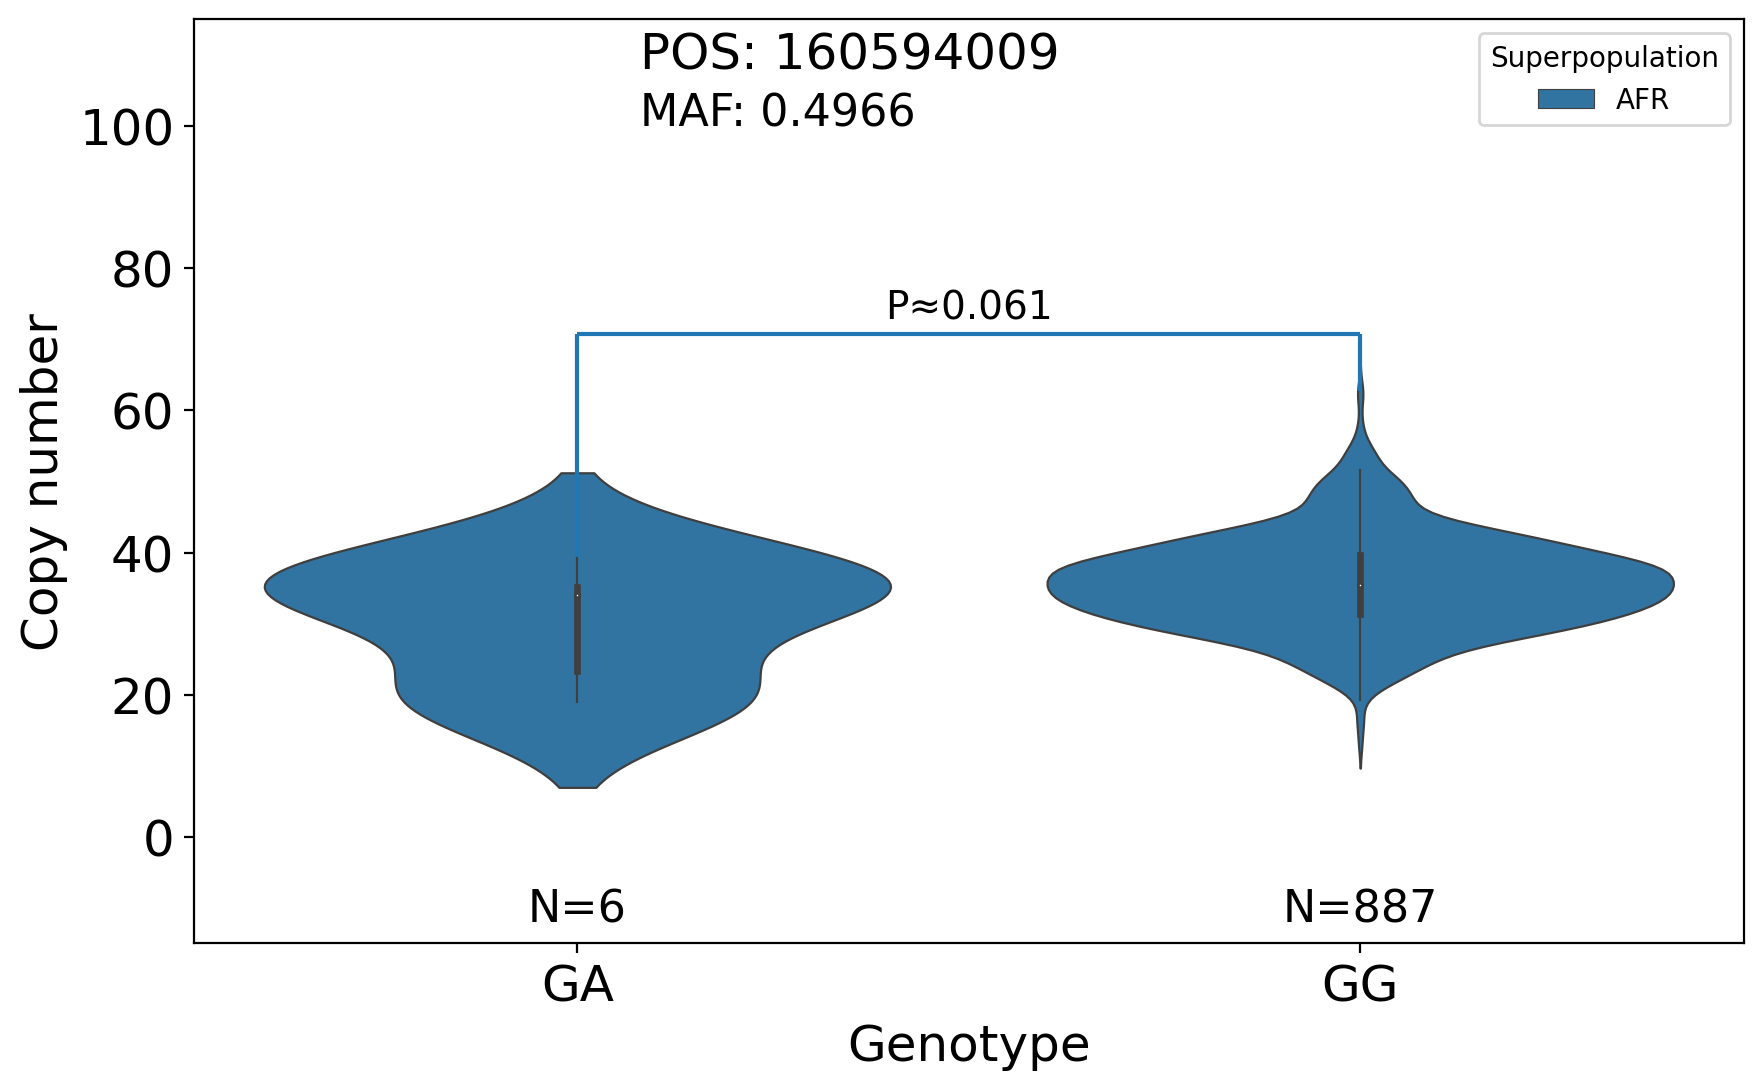 POS: 160594009
MAF: 0.4966
Superpopulation
AFR
100
80
60
40
20
0
Copy number
P≈0.061
N=6
N=887
GA
GG
Genotype